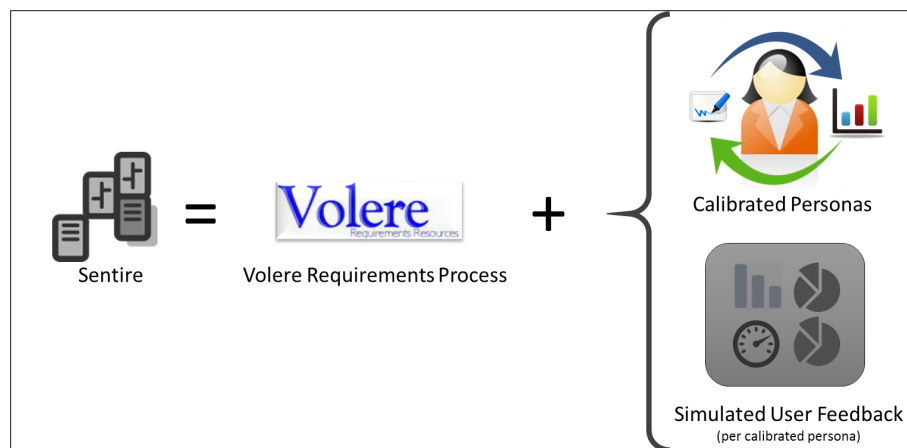 Sentire
=
Volere
Requirements Resources
Volere Requirements Process
+
Calibrated Personas
Simulated User Feedback
(per calibrated persona)